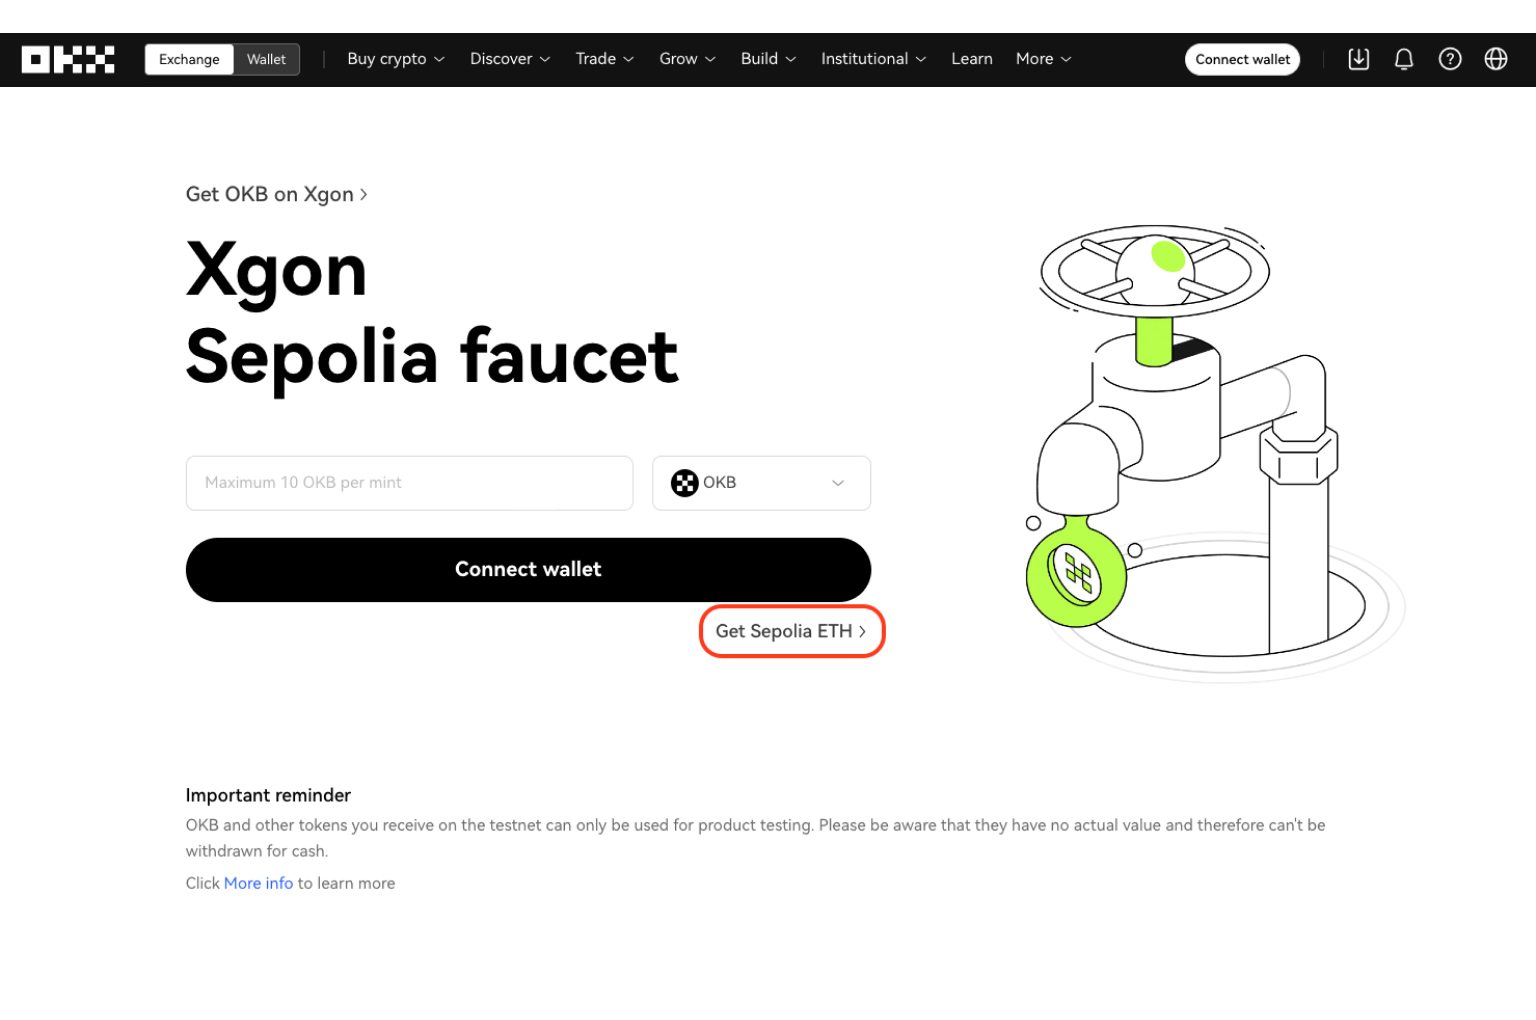 OKX
Exchange Wallet Buy crypto Discover Trade Grow Build Institutional Learn More Connect wallet
Get OKB on Xgon
Xgon
Sepolia faucet
Maximum 10 OKB per mint OKB
Connect wallet
Get Sepolia ETH
Important reminder
OKB and other tokens you receive on the testnet can only be used for product testing. Please be aware that they have no actual value and therefore can't be
withdrawn for cash.
Click More info to learn more